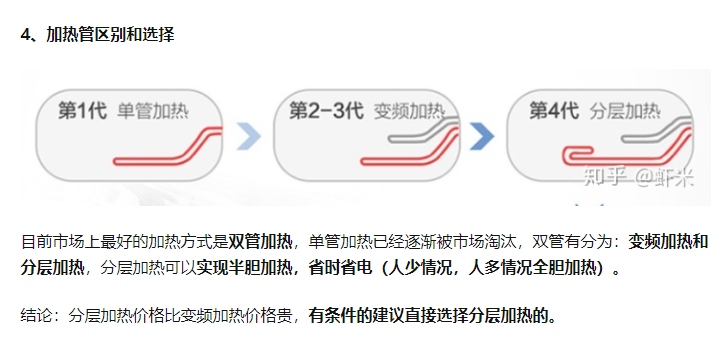 4、加热管区别和选择
第1代 单管加热
第2-3代 变频加热
第4代 分层加热
知乎 @虾米
目前市场上最好的加热方式是双管加热，单管加热已经逐渐被市场淘汰，双管有分为：变频加热和
分层加热，分层加热可以实现半胆加热，省时省电（人少情况，人多情况全胆加热）。
结论：分层加热价格比变频加热价格贵，有条件的建议直接选择分层加热的。